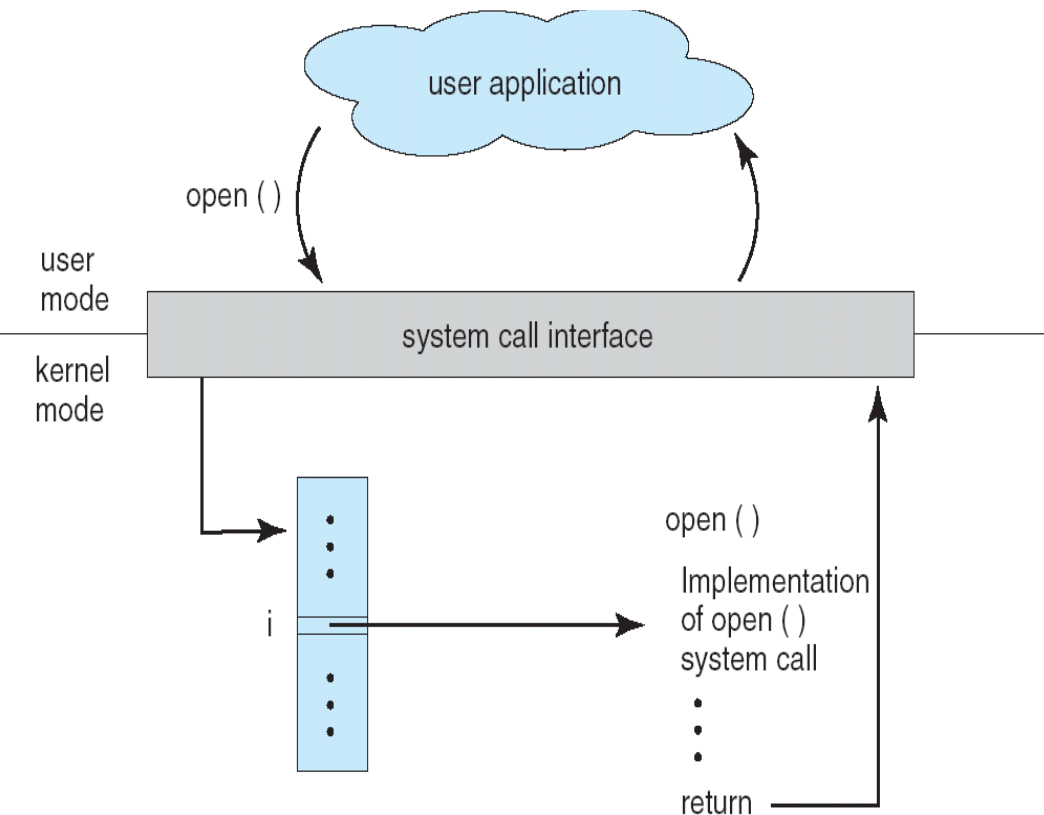 user application
open ( )
user
mode
system call interface
kernel
mode
open ( )
i
Implementation
of open ( )
system call
return